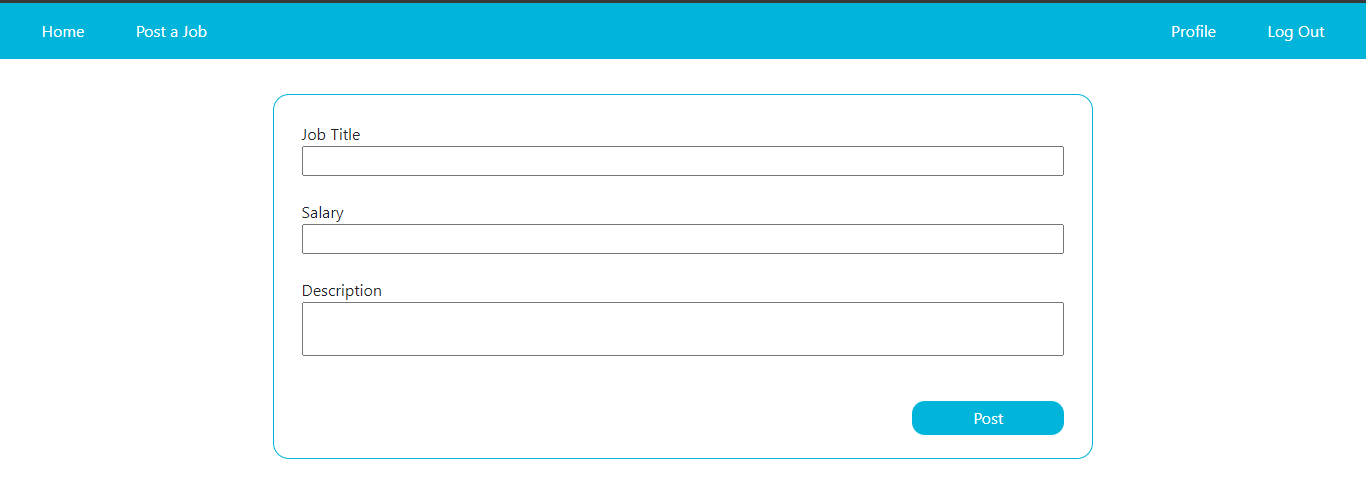 Home Post a Job Profile Log Out
Job Title
Salary
Description
Post